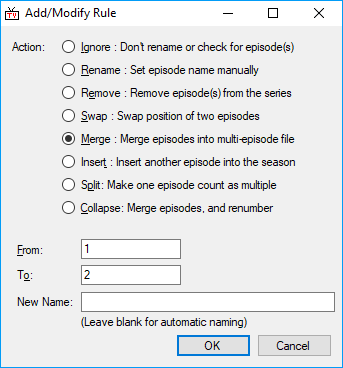 TV Add/Modify Rule
Action: Ignore : Don't rename or check for episode(s)
Rename : Set episode name manually
Remove : Remove episode(s) from the series
Swap : Swap position of two episodes
Merge : Merge episodes into multi-episode file
Insert : Insert another episode into the season
Split: Make one episode count as multiple
Collapse: Merge episodes, and renumber
From: 1
To: 2
New Name:
(Leave blank for automatic naming)
OK Cancel